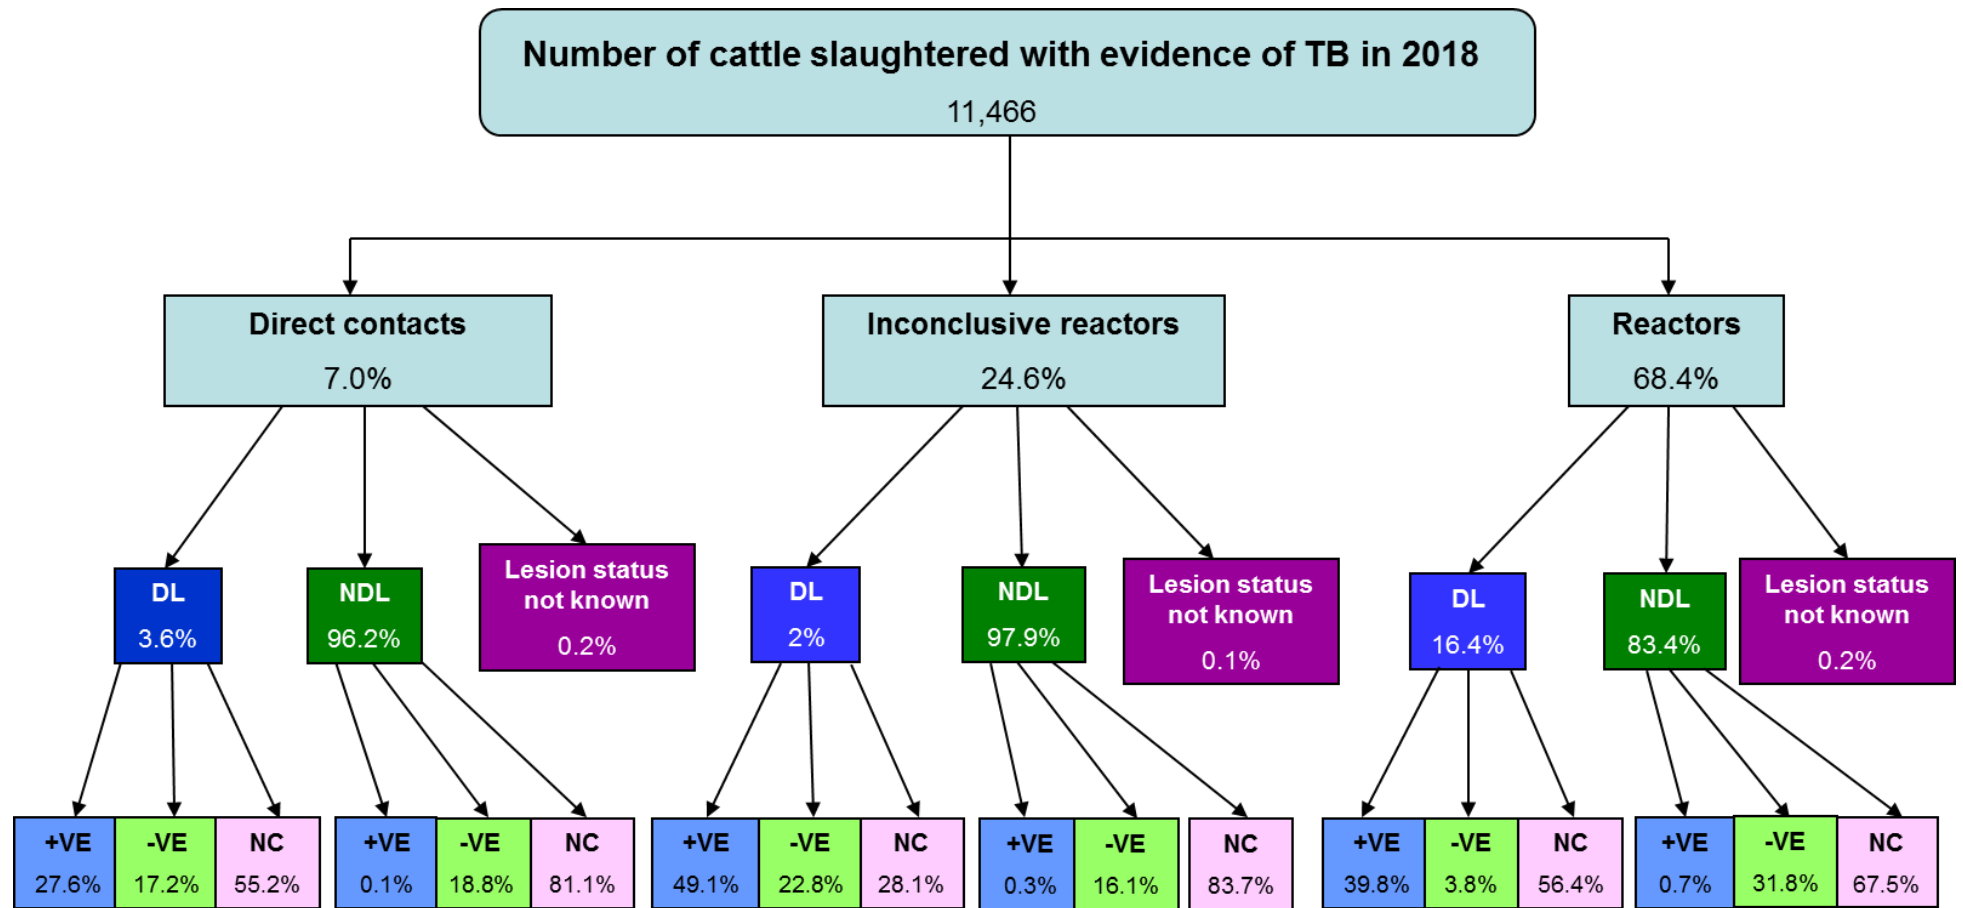 Number of cattle slaughtered with evidence of TB in 2018
11,466
Direct contacts
7.0%
Inconclusive reactors
24.6%
Reactors
68.4%
DL
3.6%
NDL
96.2%
Lesion status
not known
0.2%
DL
2%
NDL
97.9%
Lesion status
not known
0.1%
DL
16.4%
NDL
83.4%
Lesion status
not known
0.2%
+VE
27.6%
-VE
17.2%
NC
55.2%
+VE
0.1%
-VE
18.8%
NC
81.1%
+VE
49.1%
-VE
22.8%
NC
28.1%
+VE
0.3%
-VE
16.1%
NC
83.7%
+VE
39.8%
-VE
3.8%
NC
56.4%
+VE
0.7%
-VE
31.8%
NC
67.5%